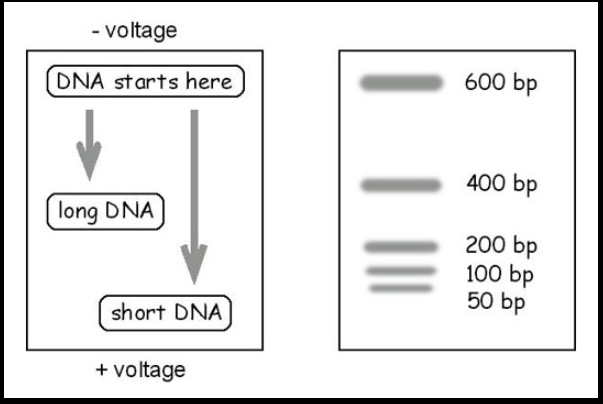 - voltage
DNA starts here
long DNA
short DNA
+ voltage
600 bp
400 bp
200 bp
100 bp
50 bp